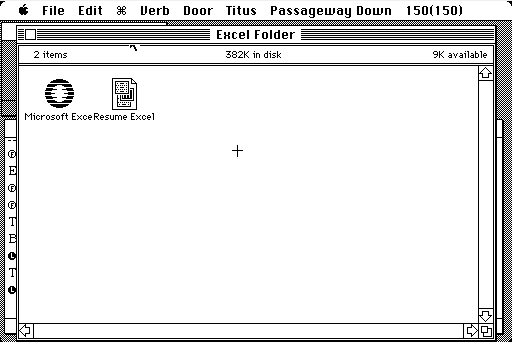 File Edit ⌘ Verb Door Titus Passageway Down 150(150)
Excel Folder
2 items 382K in disk 9K available
Microsoft Exce Resume Excel
E
T
B
T